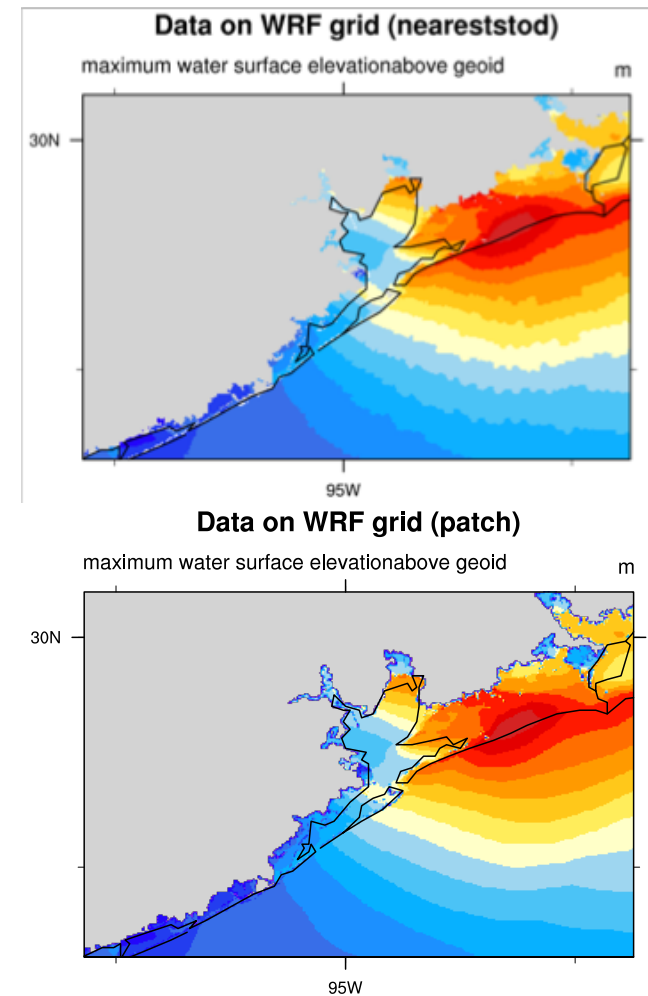 Data on WRF grid (neareststod)
maximum water surface elevationabove geoid m
30N
95W
Data on WRF grid (patch)
maximum water surface elevationabove geoid m
30N
95W